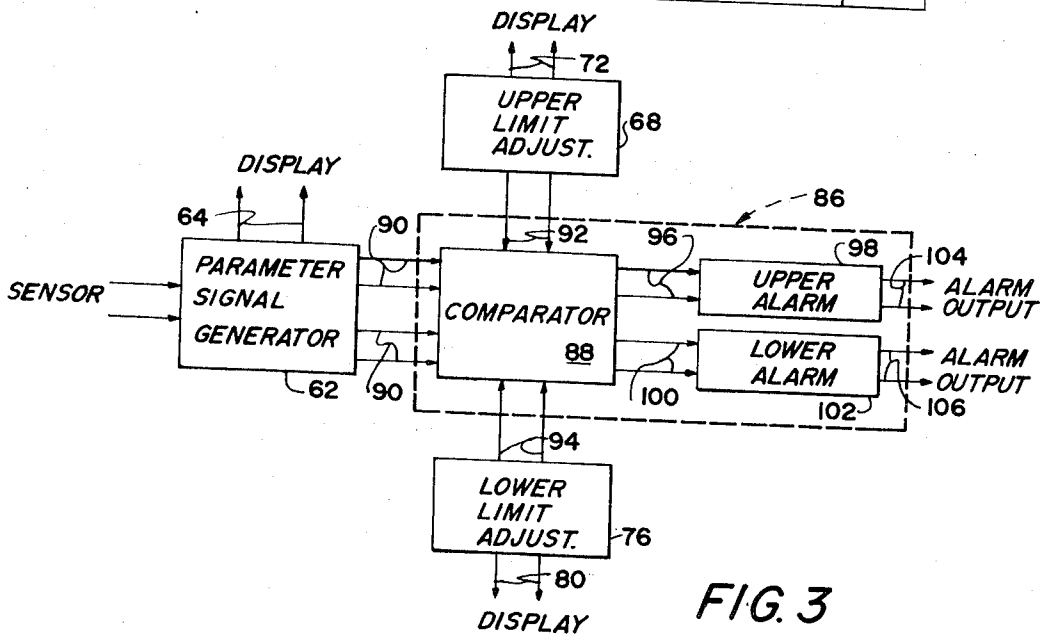 DISPLAY
72
UPPER
LIMIT
ADJUST.
68
DISPLAY
64
90
92
86
96
98
104
SENSOR
PARAMETER
SIGNAL
GENERATOR
62
90
COMPARATOR
88
UPPER
ALARM
ALARM
OUTPUT
LOWER
ALARM
ALARM
OUTPUT
100
102
106
94
LOWER
LIMIT
ADJUST.
76
80
DISPLAY
FIG. 3